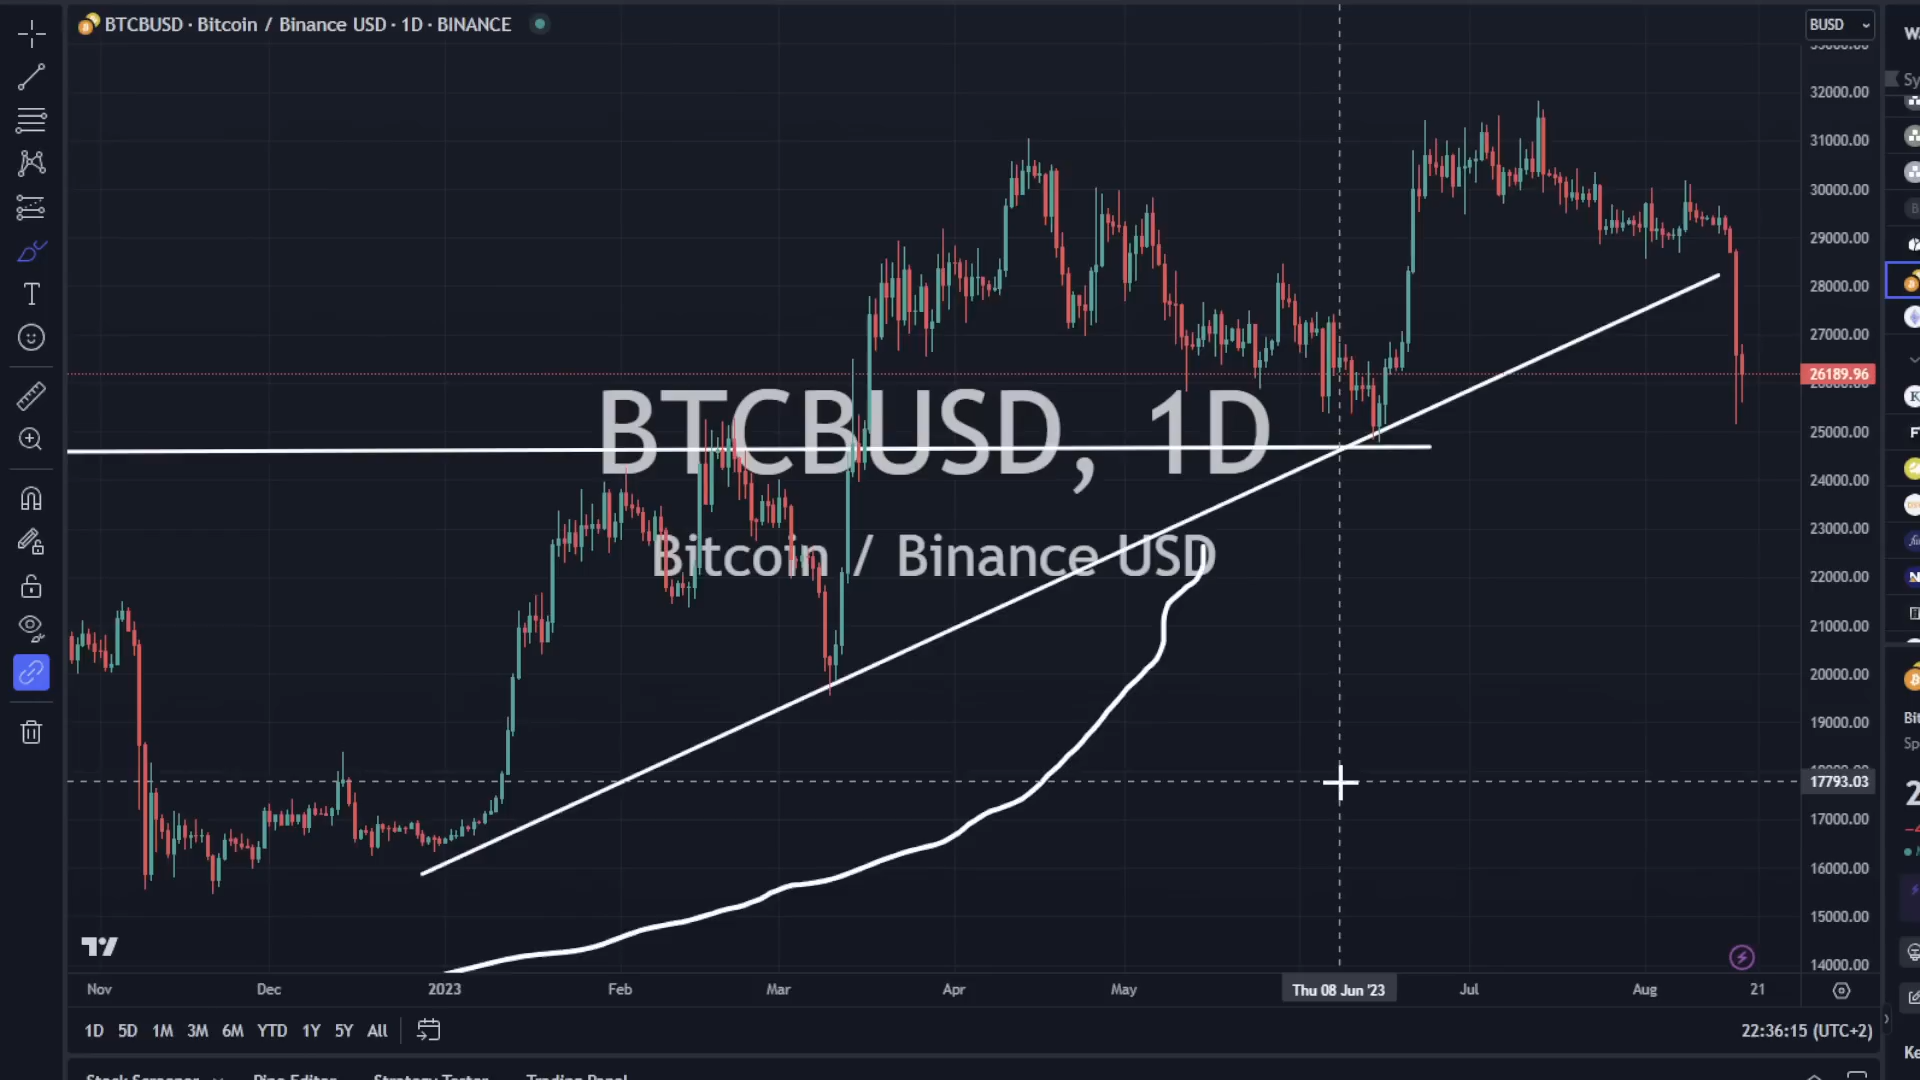 BTCBUSD · Bitcoin / Binance USD · 1D · BINANCE
BUSD
32000.00
31000.00
30000.00
29000.00
28000.00
27000.00
26189.96
25000.00
24000.00
23000.00
22000.00
21000.00
20000.00
19000.00
17793.03
17000.00
16000.00
15000.00
14000.00
BTCBUSD, 1D
Bitcoin / Binance USD
Nov Dec 2023 Feb Mar Apr May Thu 08 Jun '23 Jul Aug 21
1D 5D 1M 3M 6M YTD 1Y 5Y All
22:36:15 (UTC+2)